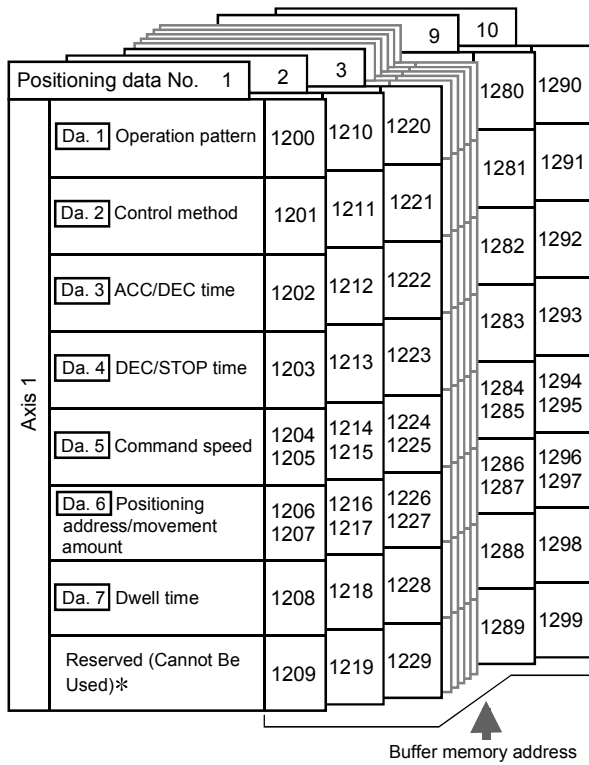 9 10
Positioning data No. 1 2 3
Axis 1
Da. 1 Operation pattern 1200 1210 1220 1280 1290
Da. 2 Control method 1201 1211 1221 1281 1291
Da. 3 ACC/DEC time 1202 1212 1222 1282 1292
Da. 4 DEC/STOP time 1203 1213 1223 1283 1293
Da. 5 Command speed 1204 1214 1224 1284 1294
1205 1215 1225 1285 1295
Da. 6 Positioning 1206 1216 1226 1286 1296
address/movement 1207 1217 1227 1287 1297
amount
Da. 7 Dwell time 1208 1218 1228 1288 1298
Reserved (Cannot Be
Used)* 1209 1219 1229 1289 1299
Buffer memory address